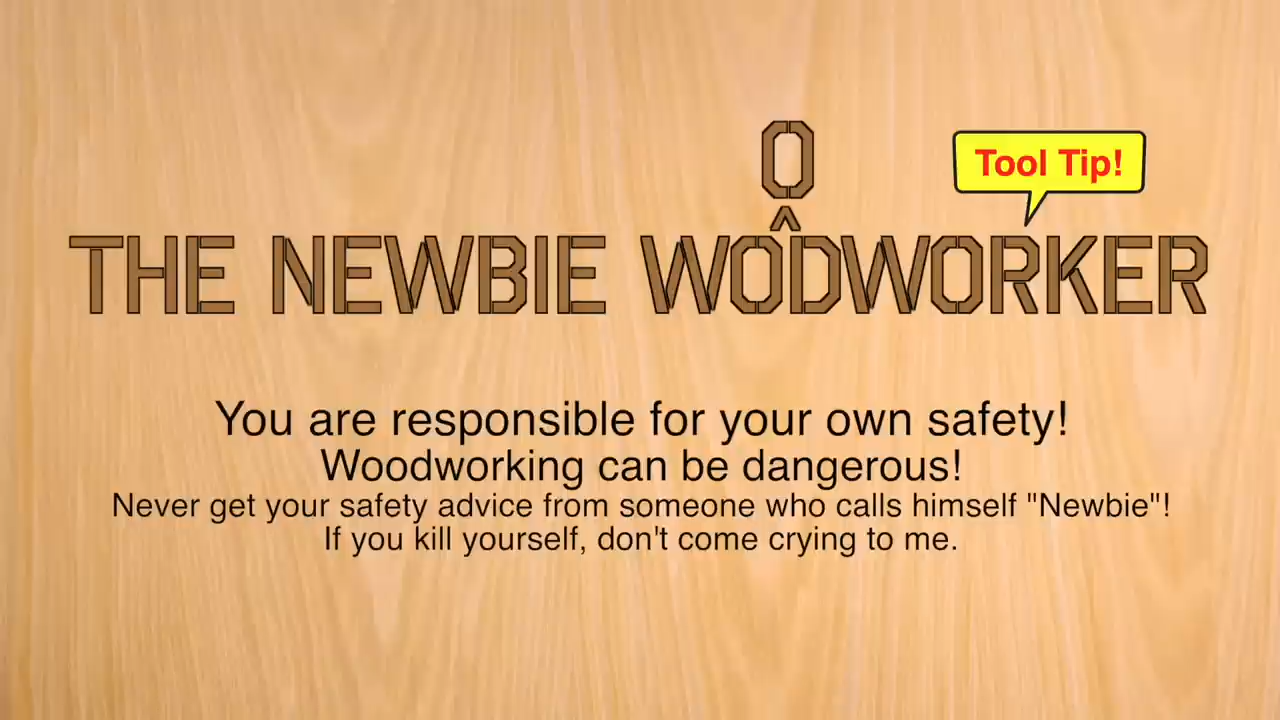 O
Tool Tip!
^
THE NEWBIE WODWORKER
You are responsible for your own safety!
Woodworking can be dangerous!
Never get your safety advice from someone who calls himself "Newbie"!
If you kill yourself, don't come crying to me.